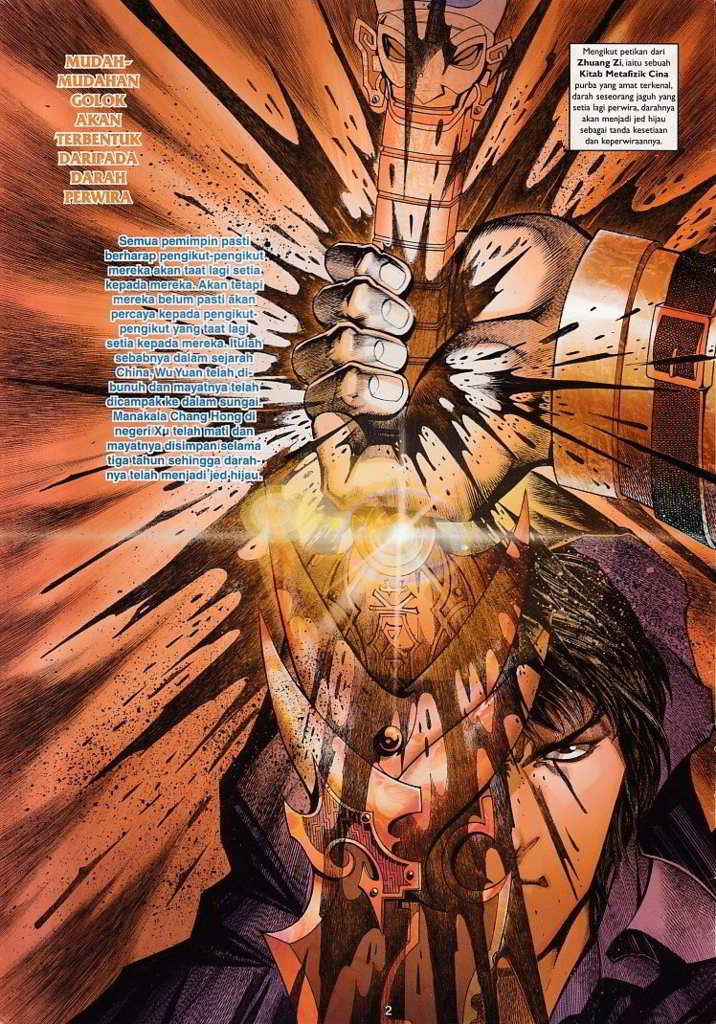 MUDAH-
MUDAHAN
GOLOK
AKAN
TERBENTUK
DARIPADA
DARAH
PERWIRA
Mengikut petikan dari
Zhuang Zi, iaitu sebuah
Kitab Metafizik Cina
purba yang amat terkenal,
darah seseorang jaguh yang
setia lagi perwira, darahnya
akan menjadi jed hijau
sebagai tanda kesetiaan
dan keperwiraannya.
Semua pemimpin pasti
berharap pengikut-pengikut
mereka akan taat lagi setia
kepada mereka. Akan tetapi
mereka belum pasti akan
percaya kepada pengikut-
pengikut yang taat lagi
setia kepada mereka. Itulah
sebabnya dalam sejarah
China, Wu Yuan telah di-
bunuh dan mayatnya telah
dicampak ke dalam sungai.
Manakala Chang Hong di
negeri Xu telah mati dan
mayatnya disimpan selama
tiga tahun sehingga darah-
nya telah menjadi jed hijau.
2